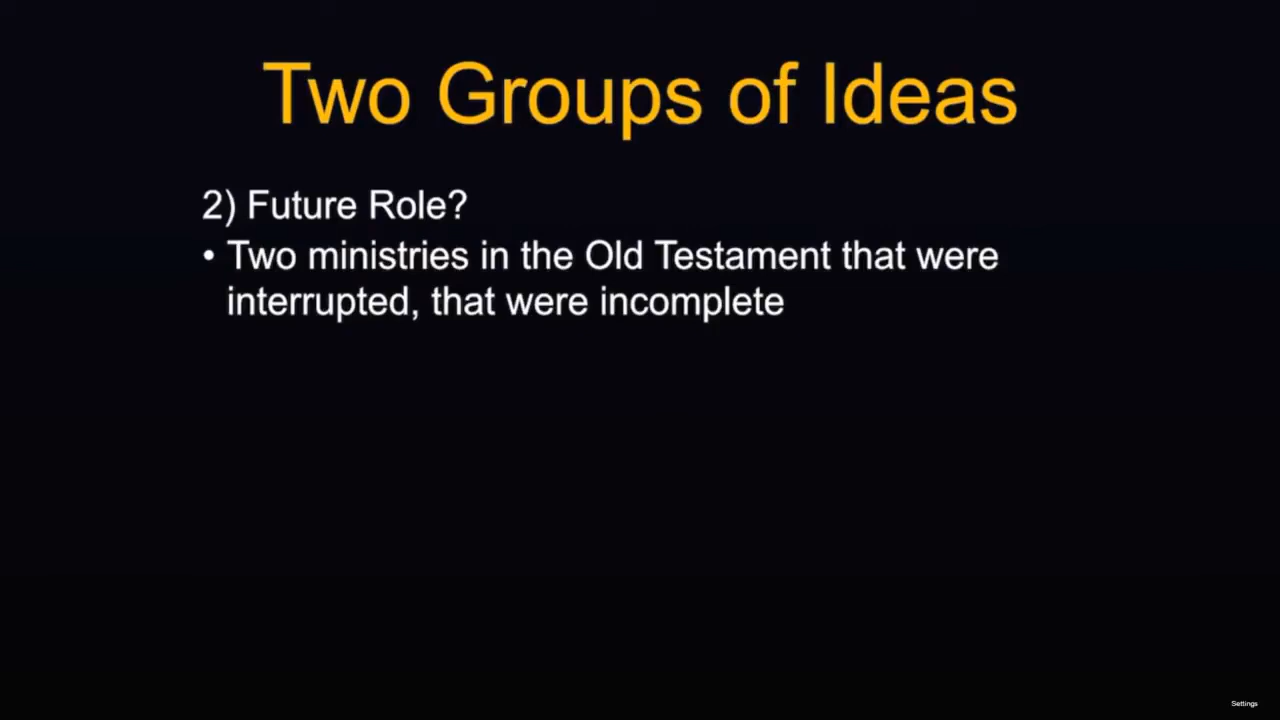 Two Groups of Ideas
2) Future Role?
• Two ministries in the Old Testament that were
interrupted, that were incomplete
Settings